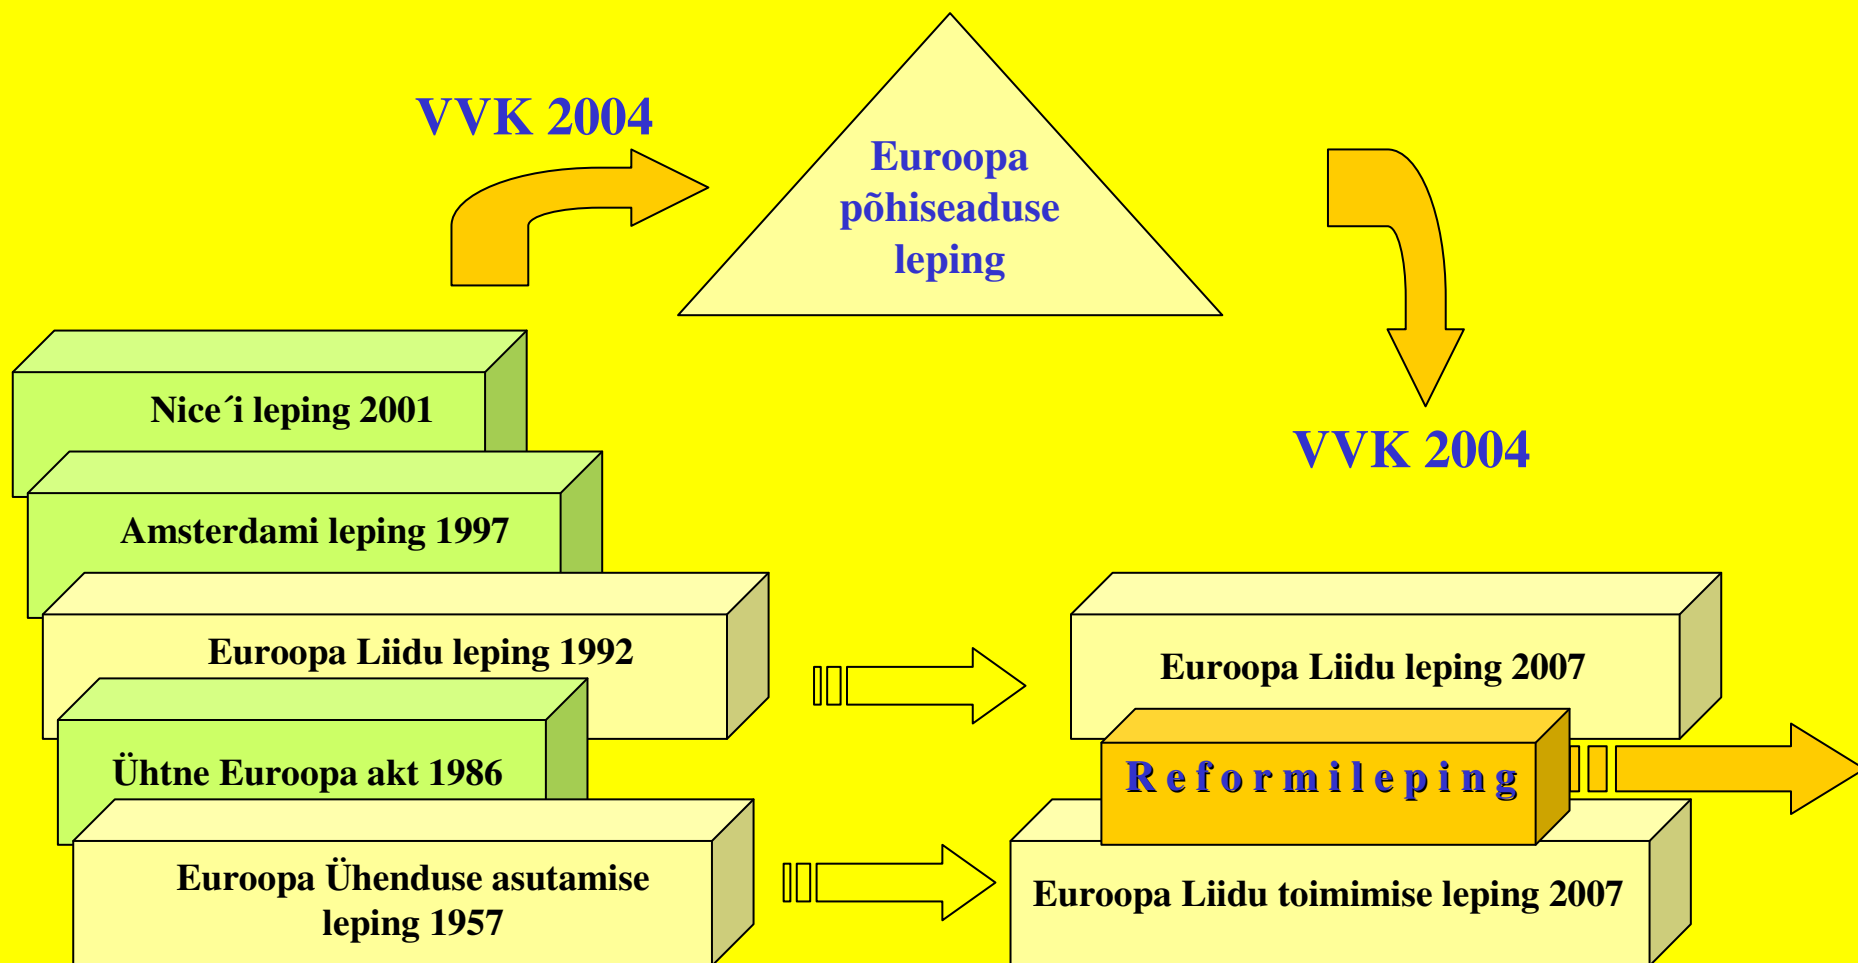 VVK 2004
Euroopa
põhiseaduse
leping
Nice´i leping 2001
VVK 2004
Amsterdami leping 1997
Euroopa Liidu leping 1992
Euroopa Liidu leping 2007
Ühtne Euroopa akt 1986
Reformileping
Euroopa Ühenduse asutamise
leping 1957
Euroopa Liidu toimimise leping 2007